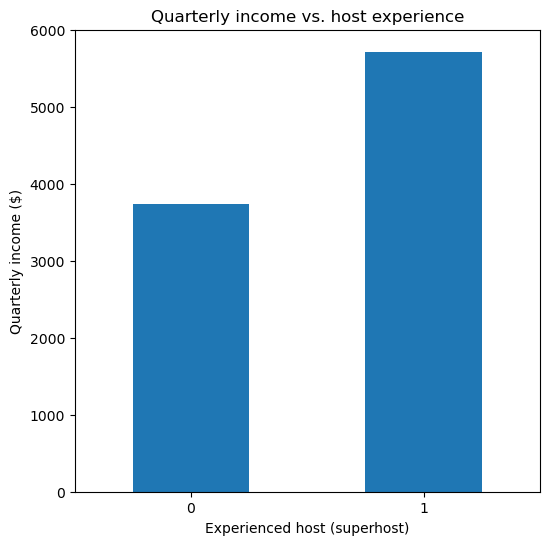 Quarterly income vs. host experience
6000
5000
4000
3000
2000
1000
0
Quarterly income ($)
0 1
Experienced host (superhost)